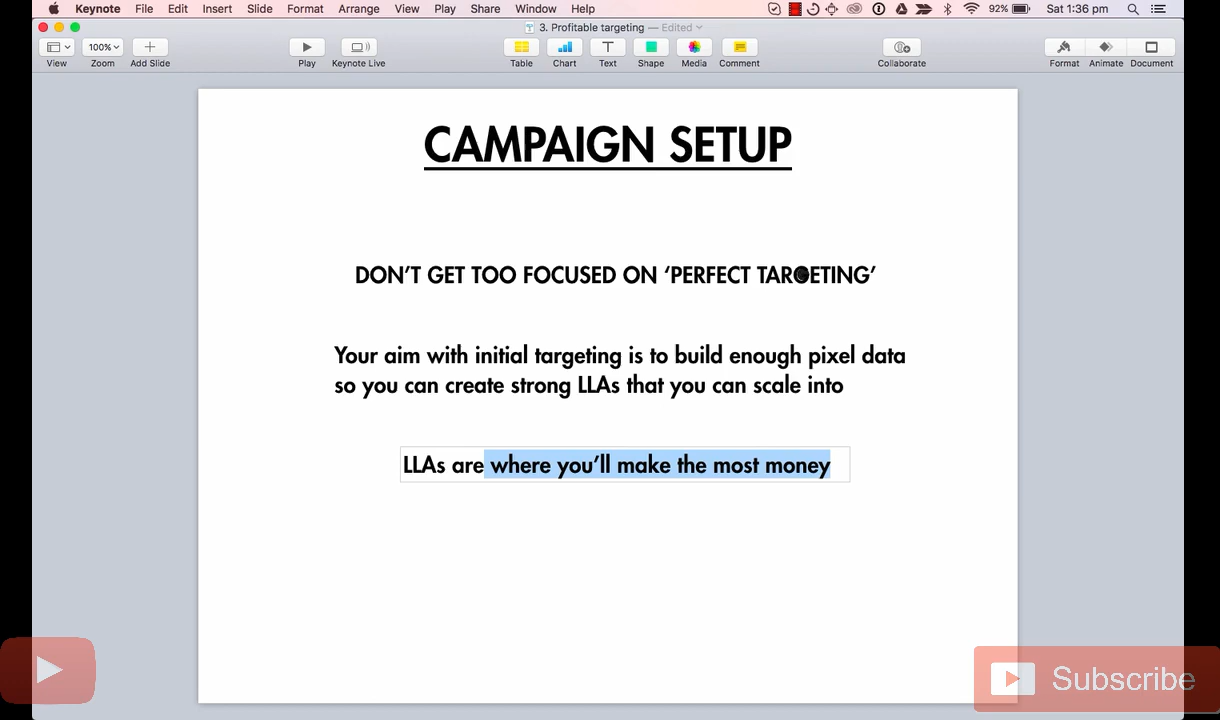 Keynote File Edit Insert Slide Format Arrange View Play Share Window Help 92% Sat 1:36 pm
3. Profitable targeting — Edited
100%
View Zoom Add Slide Play Keynote Live Table Chart Text Shape Media Comment Collaborate Format Animate Document
CAMPAIGN SETUP
DON'T GET TOO FOCUSED ON ‘PERFECT TARGETING’
Your aim with initial targeting is to build enough pixel data
so you can create strong LLAs that you can scale into
LLAs are where you’ll make the most money
Subscribe